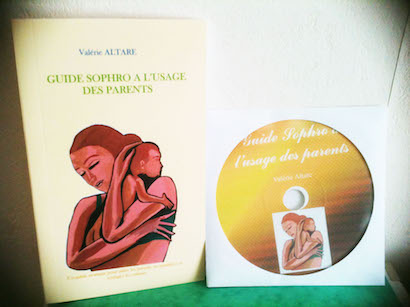 Valérie ALTARE
GUIDE SOPHRO A L'USAGE
DES PARENTS
Guide Sophro à
l'usage des parents
Valérie Altare